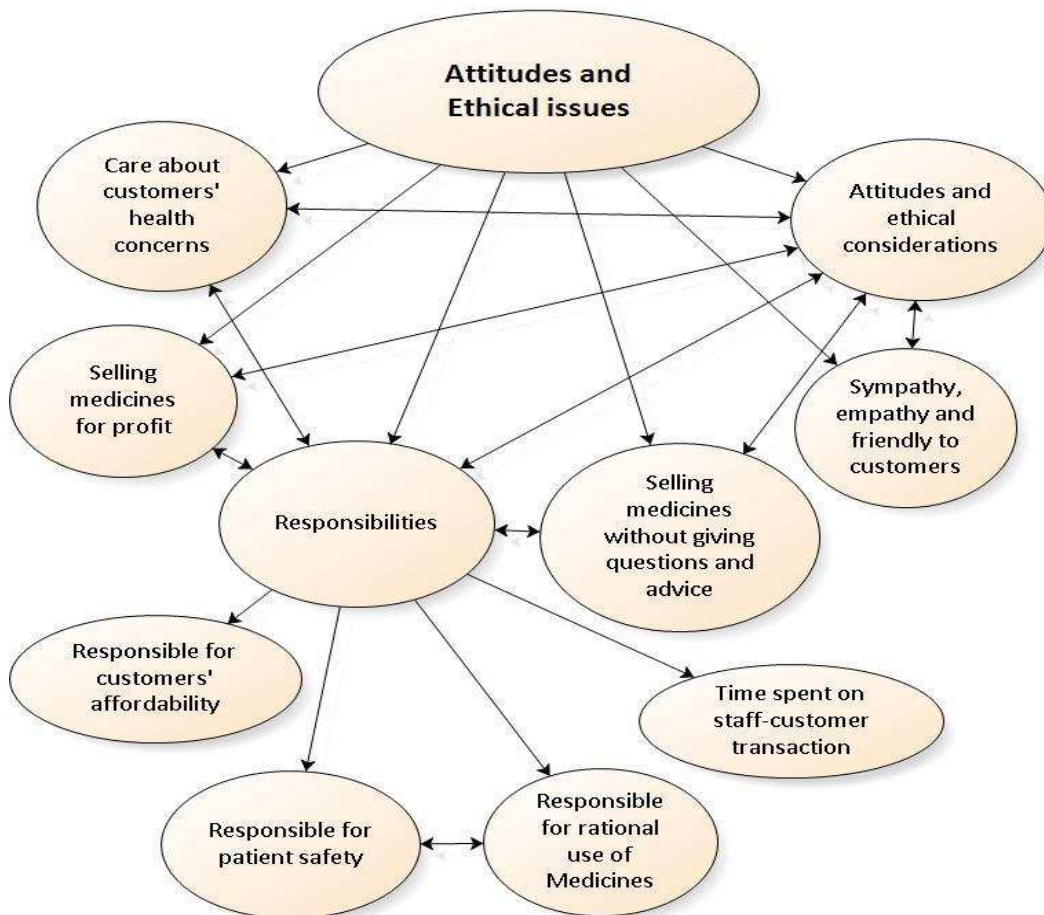 Attitudes and
Ethical issues
Care about
customers'
health
concerns
Attitudes and
ethical
considerations
Selling
medicines
for profit
Sympathy,
empathy and
friendly to
customers
Responsibilities
Selling
medicines
without giving
questions and
advice
Responsible for
customers'
affordability
Time spent on
staff-customer
transaction
Responsible for
patient safety
Responsible
for rational
use of
Medicines